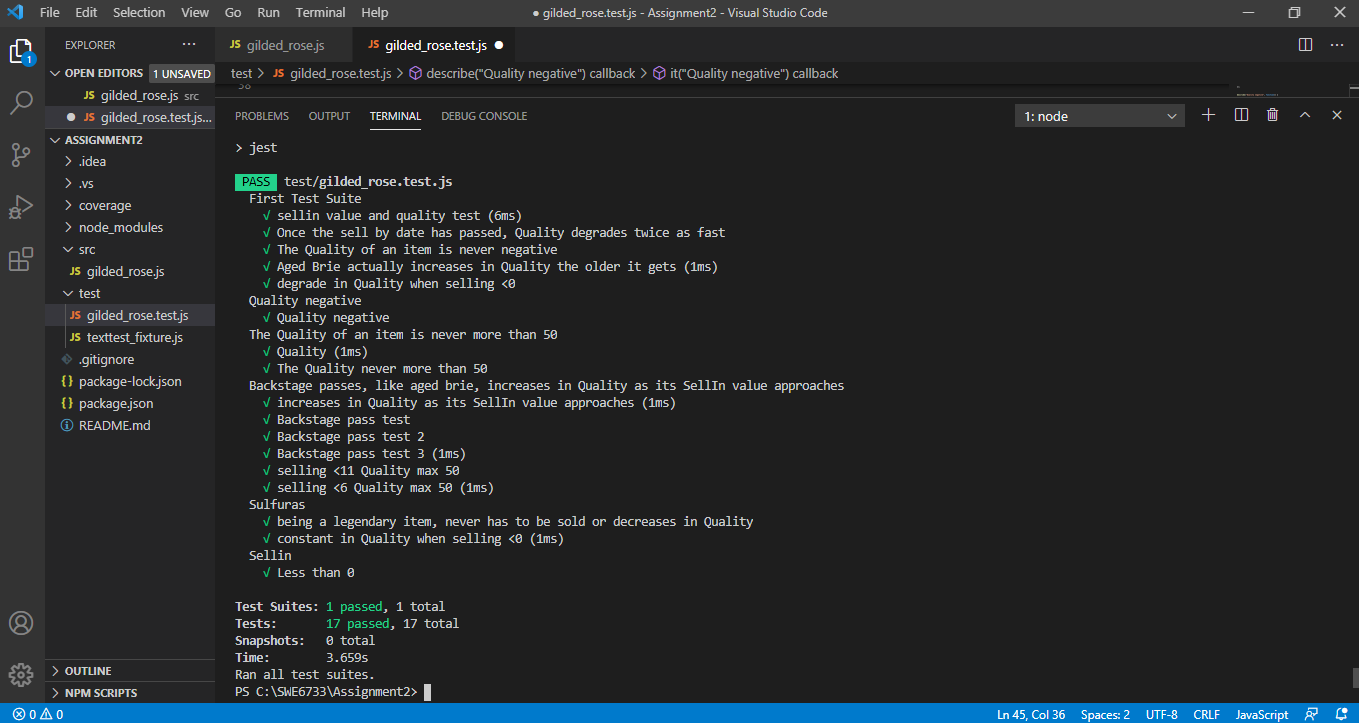 File Edit Selection View Go Run Terminal Help
● gilded_rose.test.js - Assignment2 - Visual Studio Code
EXPLORER ···
JS gilded_rose.js
JS gilded_rose.test.js ●
1
OPEN EDITORS 1 UNSAVED
JS gilded_rose.js src
● JS gilded_rose.test.js...
test > JS gilded_rose.test.js > describe("Quality negative") callback > it("Quality negative") callback
38
PROBLEMS OUTPUT TERMINAL DEBUG CONSOLE
1: node
ASSIGNMENT2
> .idea
> .vs
> coverage
> node_modules
src
JS gilded_rose.js
test
JS gilded_rose.test.js
JS texttest_fixture.js
.gitignore
{} package-lock.json
{} package.json
README.md
OUTLINE
NPM SCRIPTS
> jest
PASS test/gilded_rose.test.js
First Test Suite
√ sellin value and quality test (6ms)
√ Once the sell by date has passed, Quality degrades twice as fast
√ The Quality of an item is never negative
√ Aged Brie actually increases in Quality the older it gets (1ms)
√ degrade in Quality when selling <0
Quality negative
√ Quality negative
The Quality of an item is never more than 50
√ Quality (1ms)
√ The Quality never more than 50
Backstage passes, like aged brie, increases in Quality as its SellIn value approaches
√ increases in Quality as its SellIn value approaches (1ms)
√ Backstage pass test
√ Backstage pass test 2
√ Backstage pass test 3 (1ms)
√ selling <11 Quality max 50
√ selling <6 Quality max 50 (1ms)
Sulfuras
√ being a legendary item, never has to be sold or decreases in Quality
√ constant in Quality when selling <0 (1ms)
Sellin
√ Less than 0
Test Suites: 1 passed, 1 total
Tests: 17 passed, 17 total
Snapshots: 0 total
Time: 3.659s
Ran all test suites.
PS C:\SWE6733\Assignment2>
0 0
Ln 45, Col 36 Spaces: 2 UTF-8 CRLF JavaScript